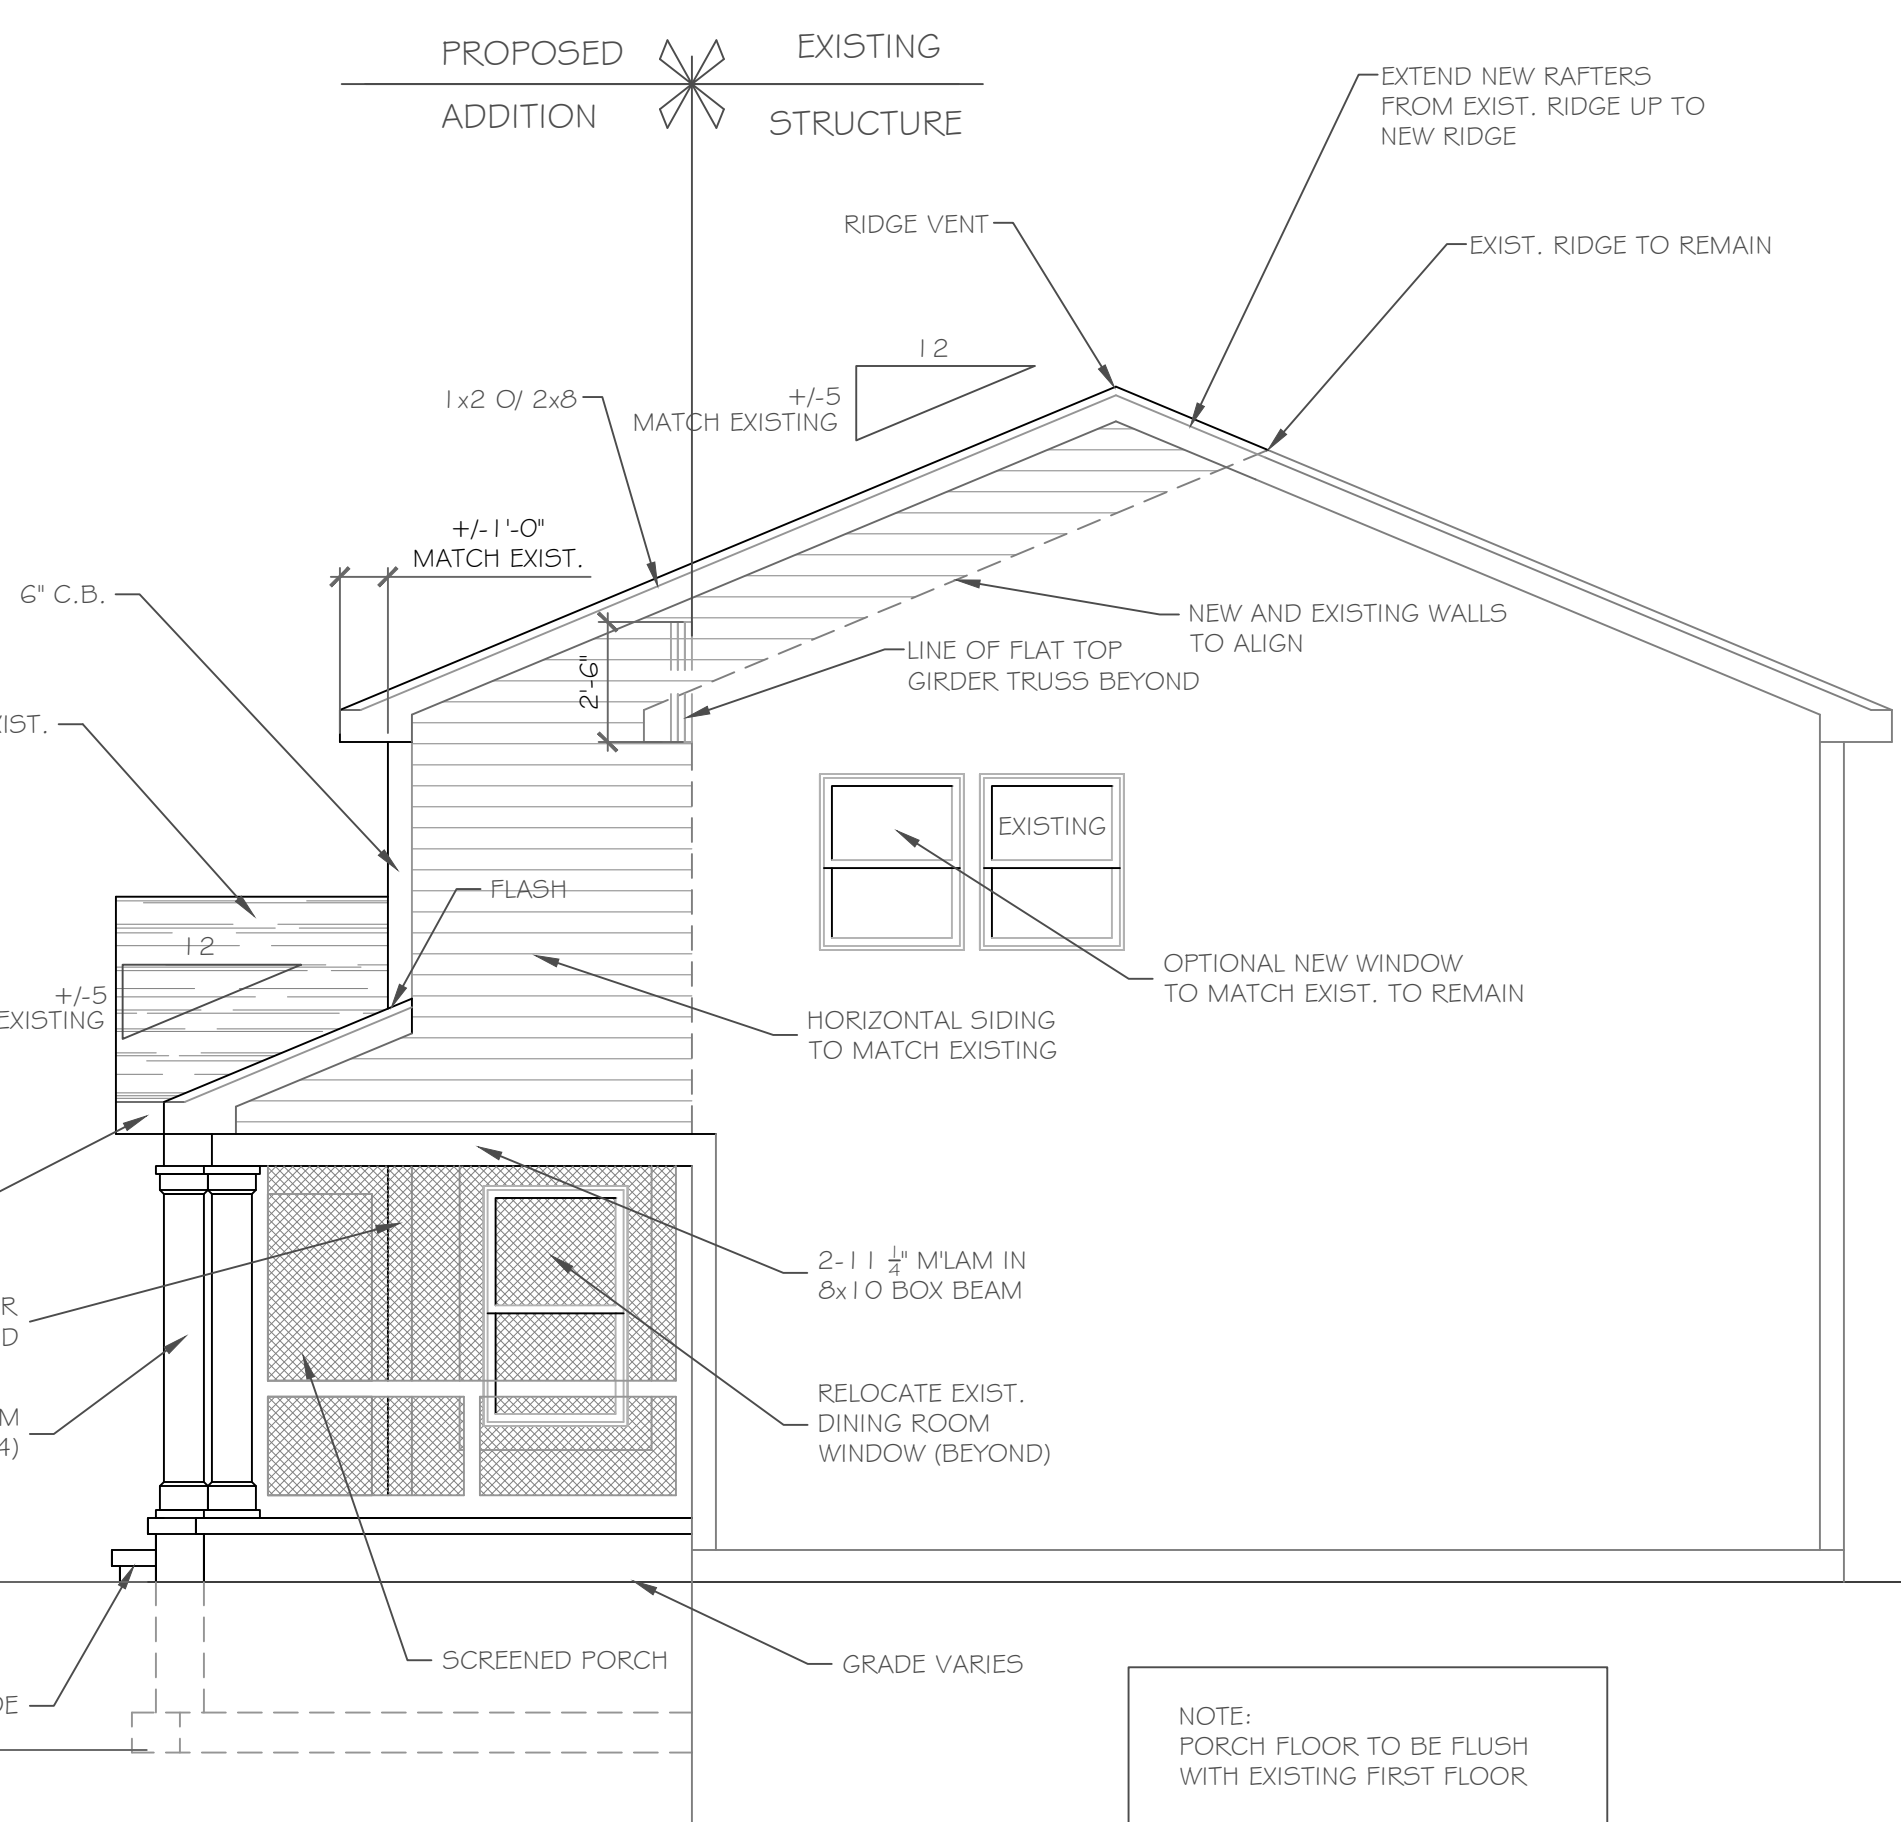 PROPOSED
ADDITION
EXISTING
STRUCTURE
EXTEND NEW RAFTERS
FROM EXIST. RIDGE UP TO
NEW RIDGE
RIDGE VENT
EXIST. RIDGE TO REMAIN
12
+/-5
MATCH EXISTING
1x2 O/ 2x8
+/-1'-0"
MATCH EXIST.
6" C.B.
NEW AND EXISTING WALLS
TO ALIGN
LINE OF FLAT TOP
GIRDER TRUSS BEYOND
2'-6"
IST.
EXISTING
FLASH
12
+/-5
EXISTING
OPTIONAL NEW WINDOW
TO MATCH EXIST. TO REMAIN
HORIZONTAL SIDING
TO MATCH EXISTING
2-11 1/4" M'LAM IN
8x10 BOX BEAM
R
D
RELOCATE EXIST.
DINING ROOM
WINDOW (BEYOND)
M
4)
SCREENED PORCH
GRADE VARIES
DE
NOTE:
PORCH FLOOR TO BE FLUSH
WITH EXISTING FIRST FLOOR